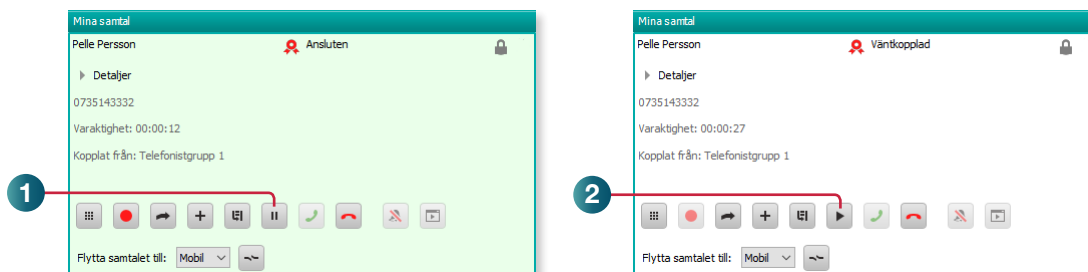 Mina samtal
Pelle Persson Ansluten
Detaljer
0735143332
Varaktighet: 00:00:12
Kopplat från: Telefonistgrupp 1
1
Flytta samtalet till: Mobil
Mina samtal
Pelle Persson Väntkopplad
Detaljer
0735143332
Varaktighet: 00:00:27
Kopplat från: Telefonistgrupp 1
2
Flytta samtalet till: Mobil